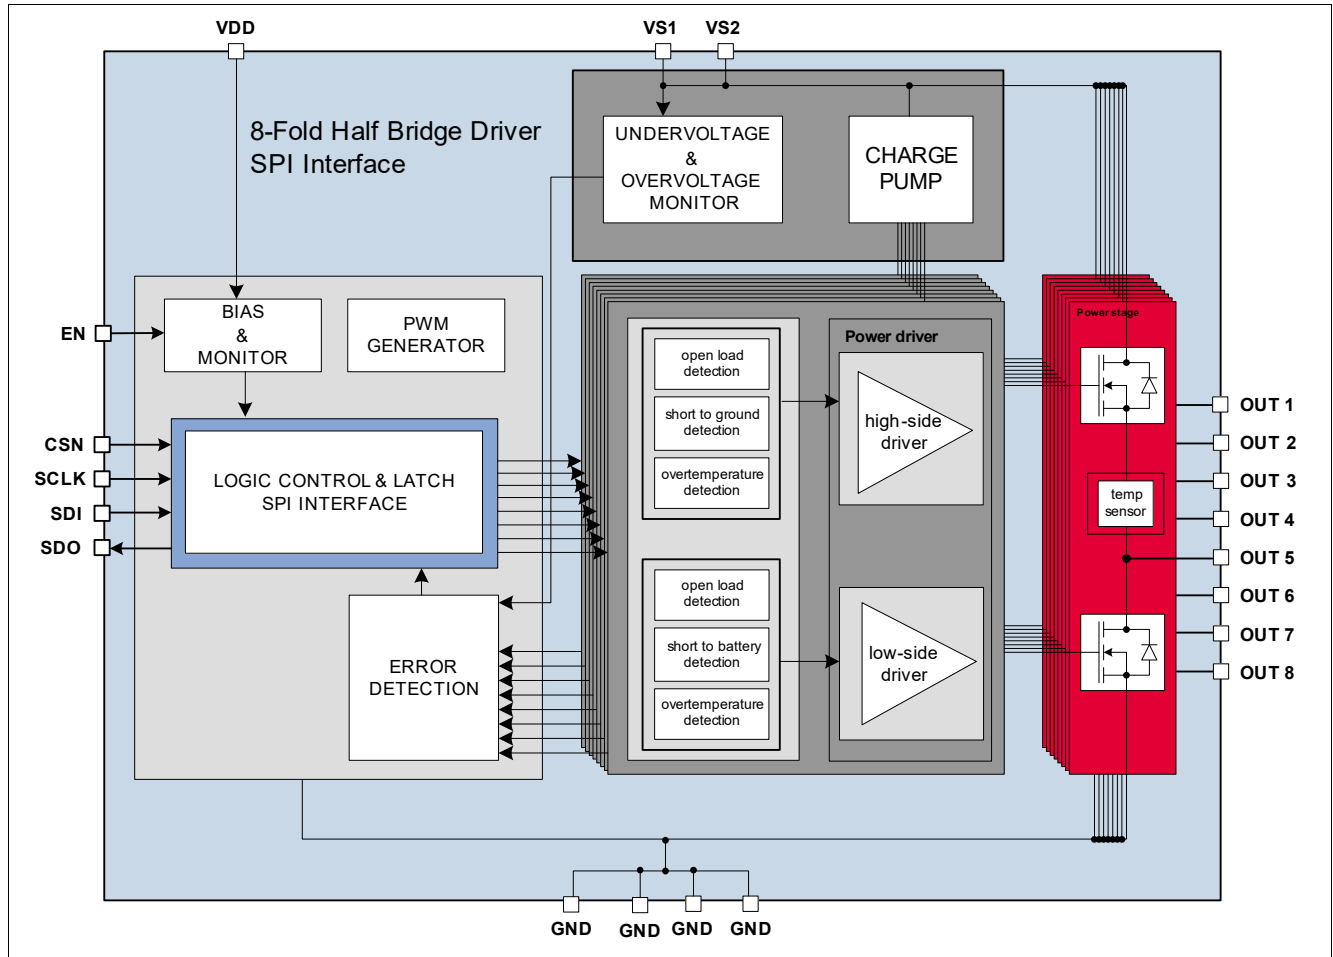 VDD
VS1
VS2
8-Fold Half Bridge Driver
SPI Interface
UNDERVOLTAGE
&
OVERVOLTAGE
MONITOR
CHARGE
PUMP
EN
BIAS
&
MONITOR
PWM
GENERATOR
CSN
SCLK
SDI
SDO
LOGIC CONTROL & LATCH
SPI INTERFACE
ERROR
DETECTION
open load
detection
short to ground
detection
overtemperature
detection
open load
detection
short to battery
detection
overtemperature
detection
Power driver
high-side
driver
low-side
driver
Power stage
temp
sensor
OUT 1
OUT 2
OUT 3
OUT 4
OUT 5
OUT 6
OUT 7
OUT 8
GND
GND
GND
GND